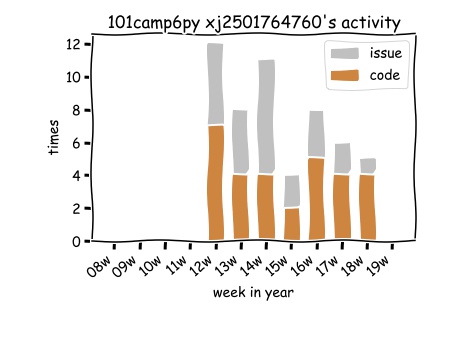 101camp6py xj2501764760's activity
issue
code
times
12
10
8
6
4
2
0
08w 09w 10w 11w 12w 13w 14w 15w 16w 17w 18w 19w
week in year